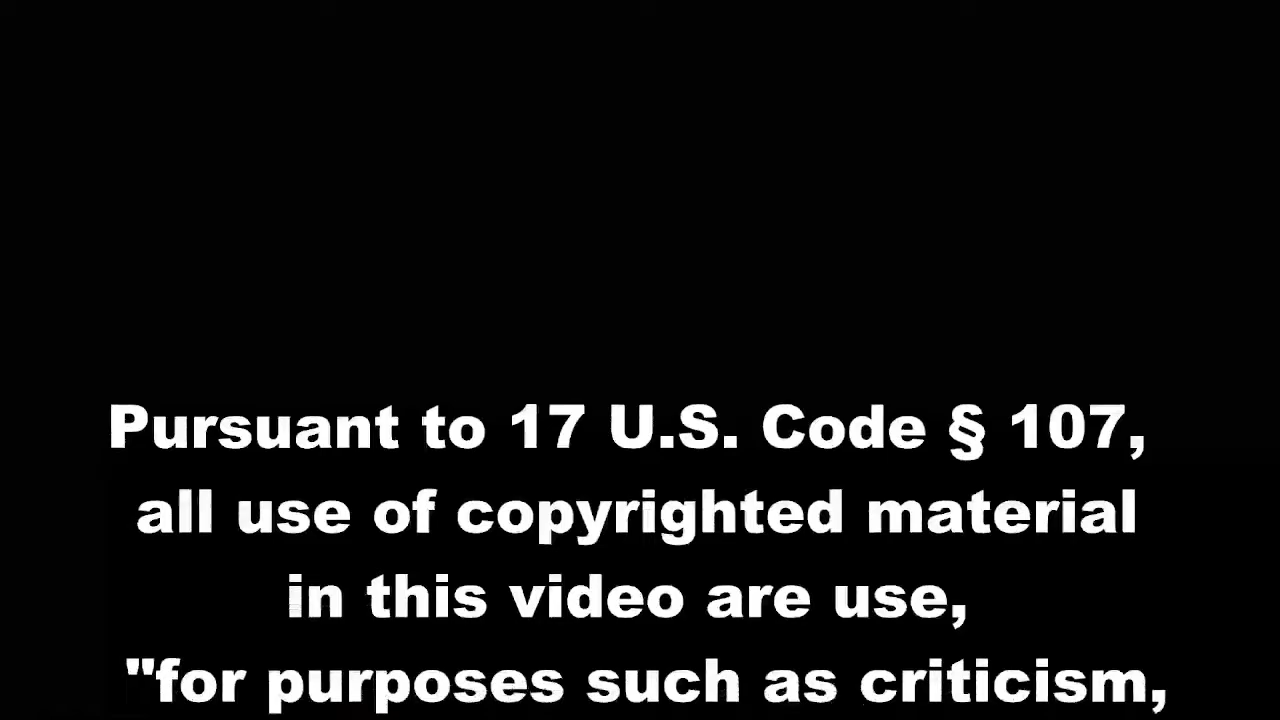 Pursuant to 17 U.S. Code § 107,
all use of copyrighted material
in this video are use,
"for purposes such as criticism,